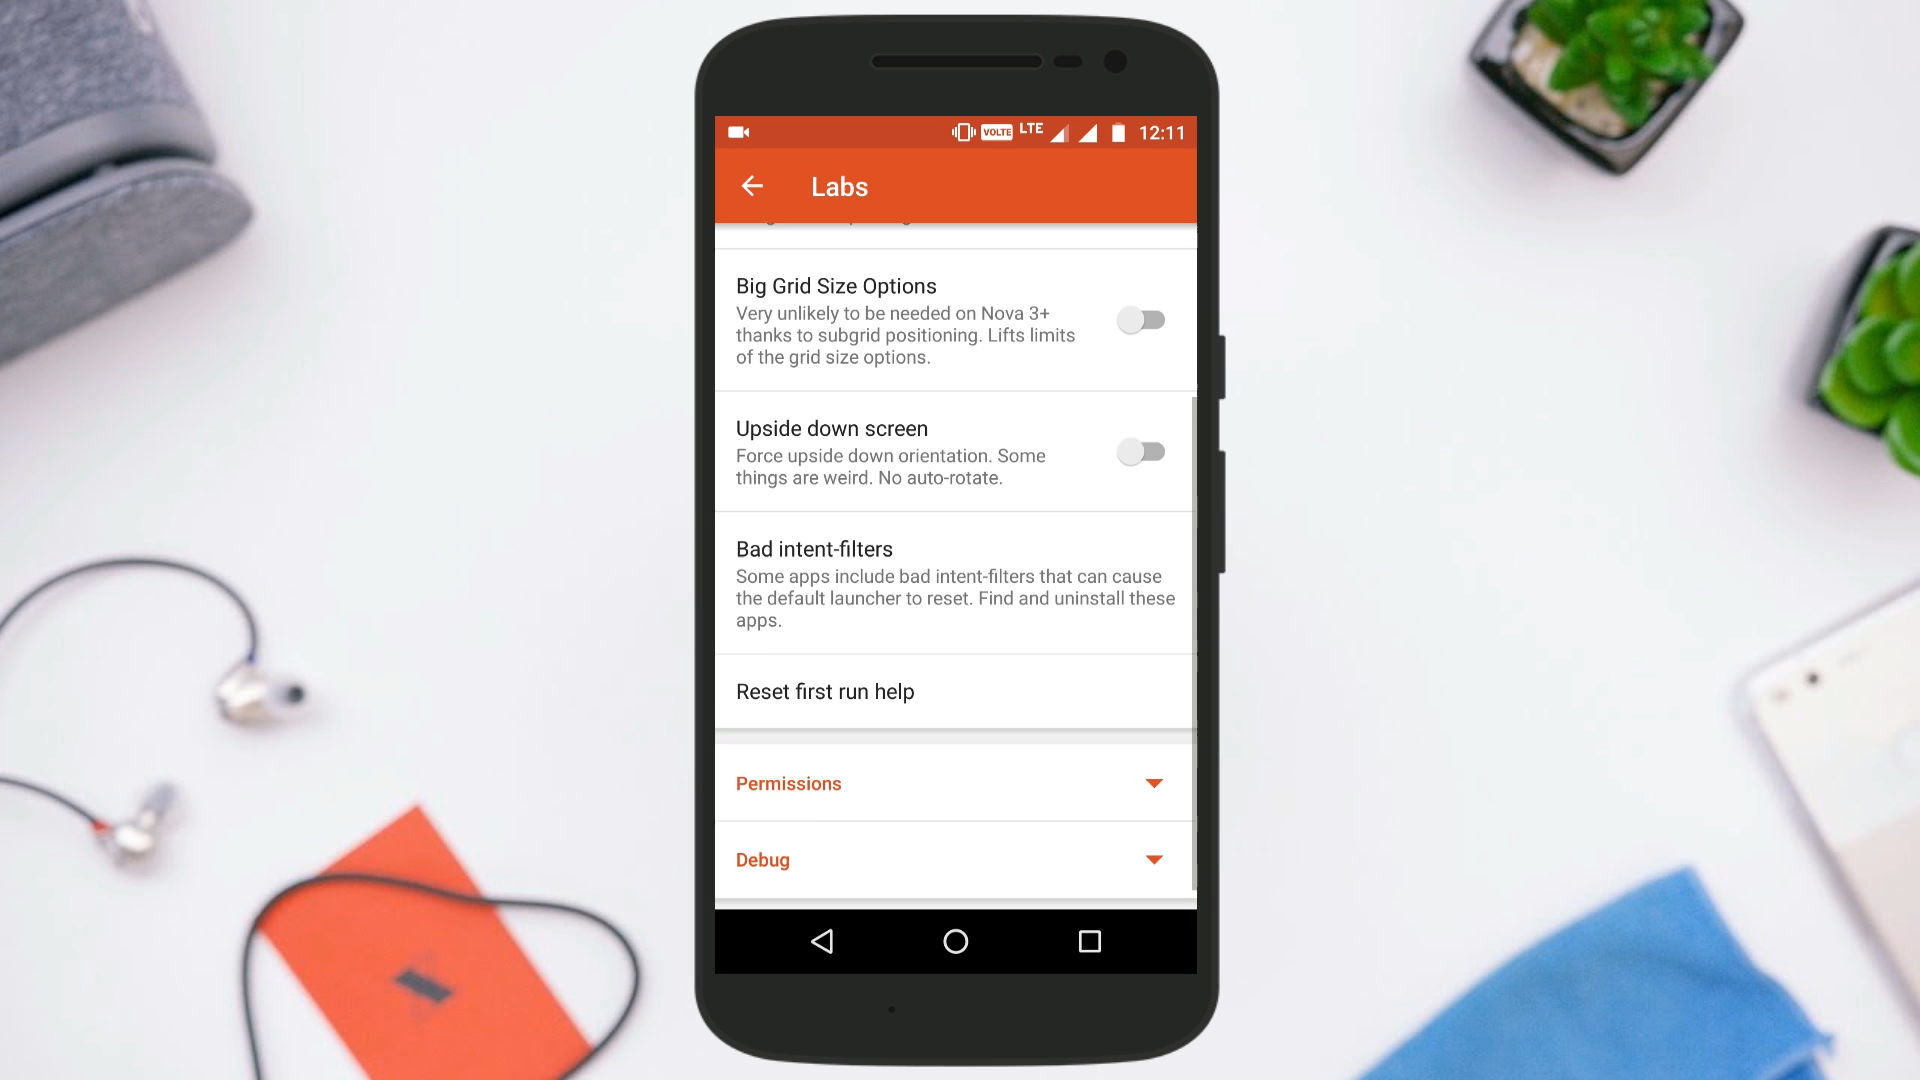 VOLTE LTE 12:11
Labs
Big Grid Size Options
Very unlikely to be needed on Nova 3+
thanks to subgrid positioning. Lifts limits
of the grid size options.
Upside down screen
Force upside down orientation. Some
things are weird. No auto-rotate.
Bad intent-filters
Some apps include bad intent-filters that can cause
the default launcher to reset. Find and uninstall these
apps.
Reset first run help
Permissions
Debug